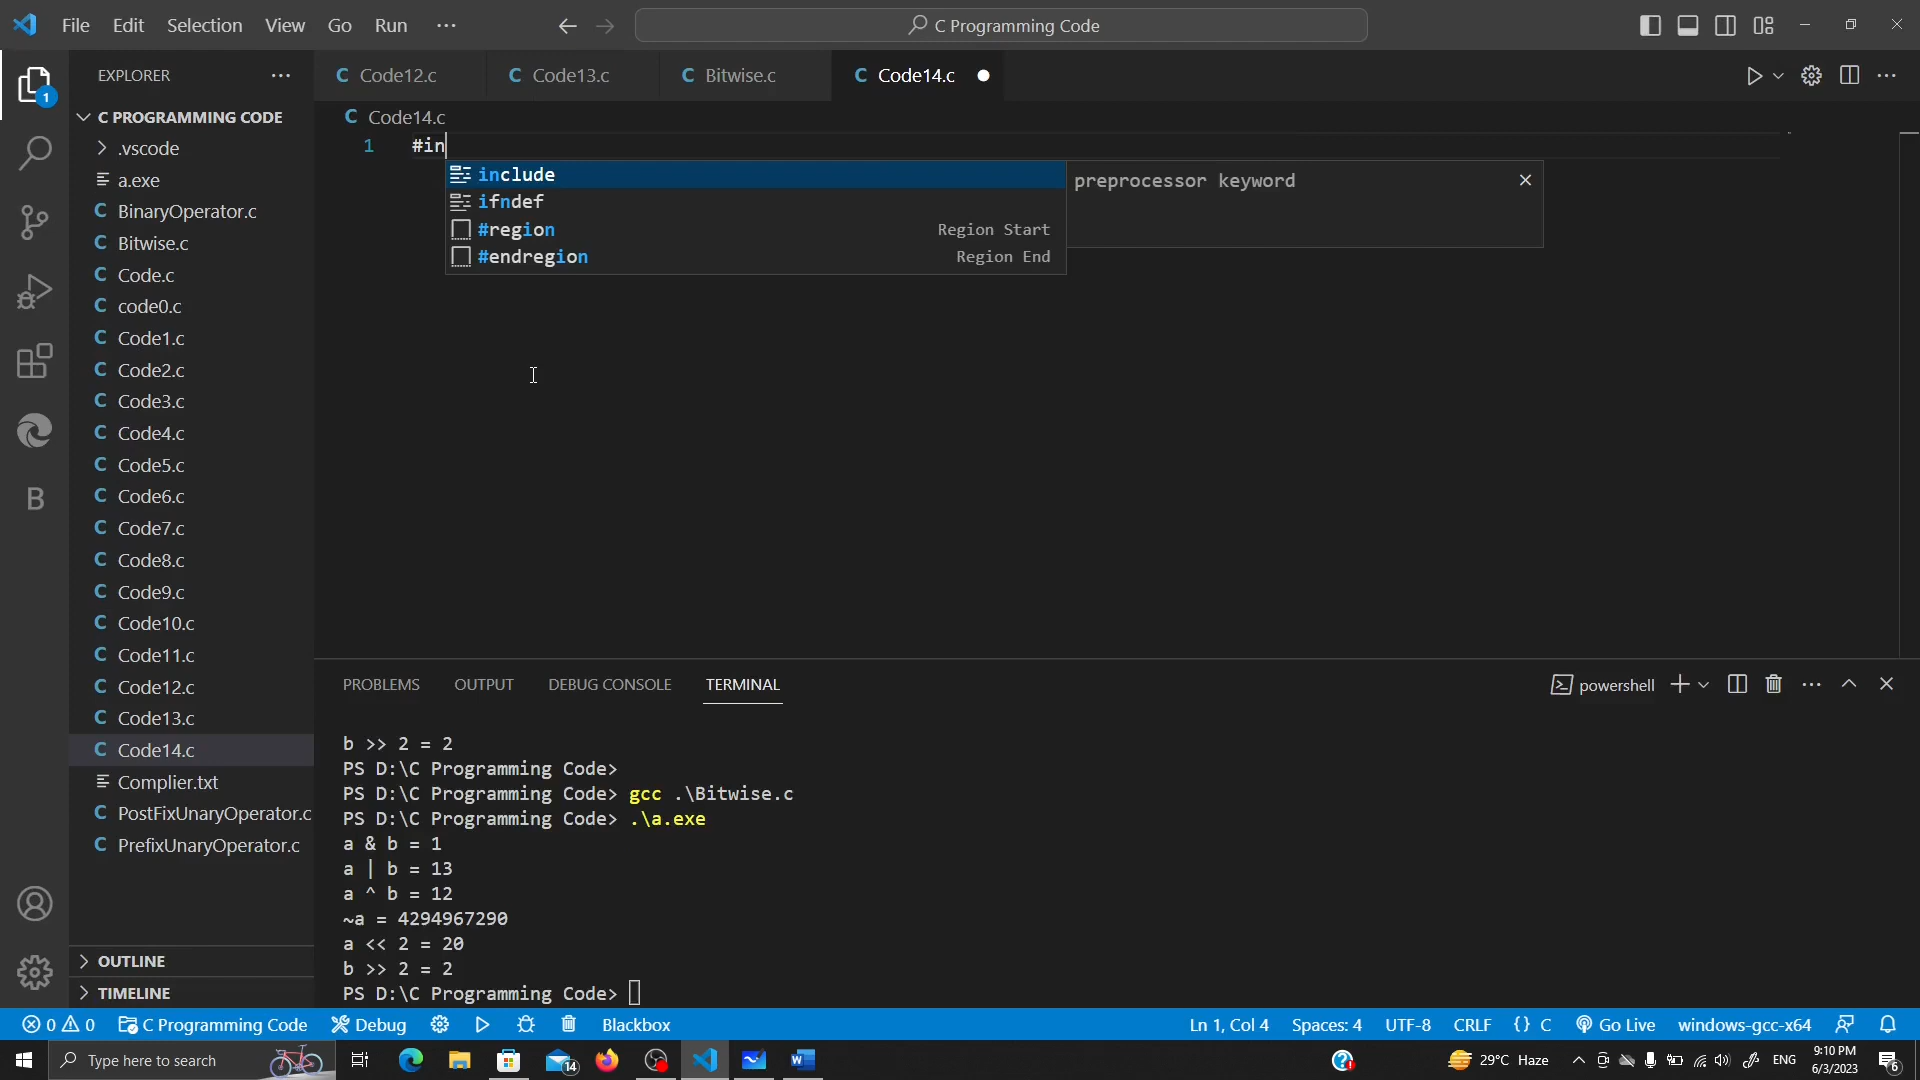 File Edit Selection View Go Run ···
C Programming Code
EXPLORER ···
Code12.c Code13.c Bitwise.c Code14.c
1
C PROGRAMMING CODE
Code14.c
.vscode
a.exe
BinaryOperator.c
Bitwise.c
Code.c
code0.c
Code1.c
Code2.c
Code3.c
Code4.c
Code5.c
Code6.c
Code7.c
Code8.c
Code9.c
Code10.c
Code11.c
Code12.c
Code13.c
Code14.c
Complier.txt
PostFixUnaryOperator.c
PrefixUnaryOperator.c
OUTLINE
TIMELINE
1 #in
include
preprocessor keyword
ifndef
#region Region Start
#endregion Region End
PROBLEMS OUTPUT DEBUG CONSOLE TERMINAL
powershell
b >> 2 = 2
PS D:\C Programming Code>
PS D:\C Programming Code> gcc .\Bitwise.c
PS D:\C Programming Code> .\a.exe
a & b = 1
a | b = 13
a ^ b = 12
~a = 4294967290
a << 2 = 20
b >> 2 = 2
PS D:\C Programming Code>
0 0 C Programming Code Debug Blackbox
Ln 1, Col 4 Spaces: 4 UTF-8 CRLF {} C Go Live windows-gcc-x64
Type here to search
14
29°C Haze
ENG
9:10 PM
6/3/2023
6